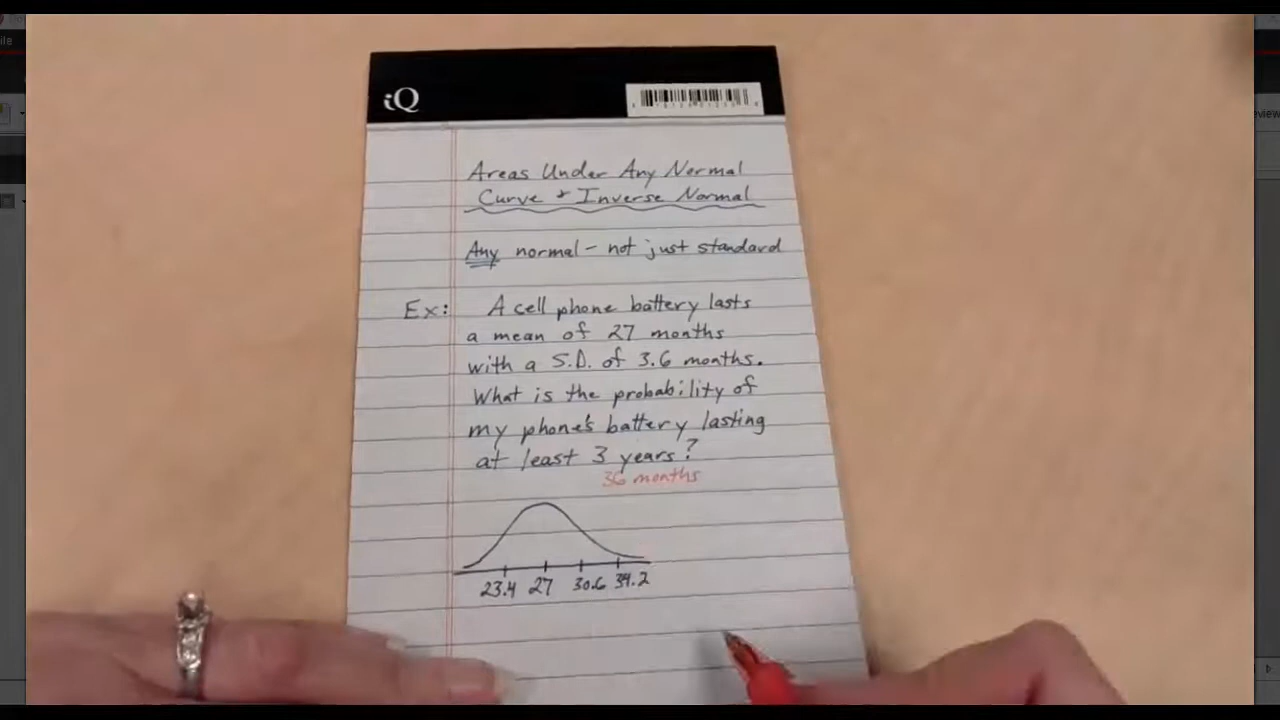 iQ
Areas Under Any Normal
Curve + Inverse Normal
Any normal - not just standard
Ex: A cell phone battery lasts
a mean of 27 months
with a S.D. of 3.6 months.
What is the probability of
my phone's battery lasting
at least 3 years?
36 months
23.4 27 30.6 34.2